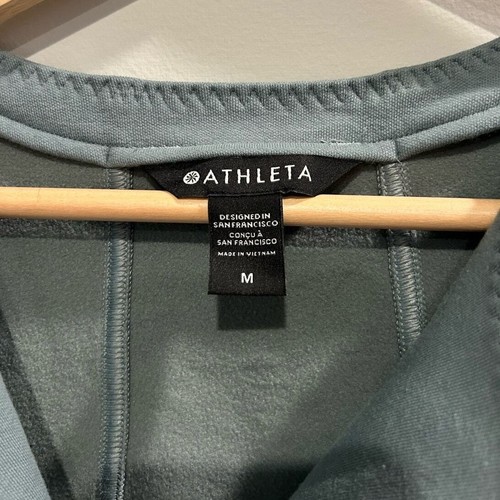 ATHLETA
DESIGNED IN
SAN FRANCISCO
CONÇU À
SAN FRANCISCO
MADE IN VIETNAM
M